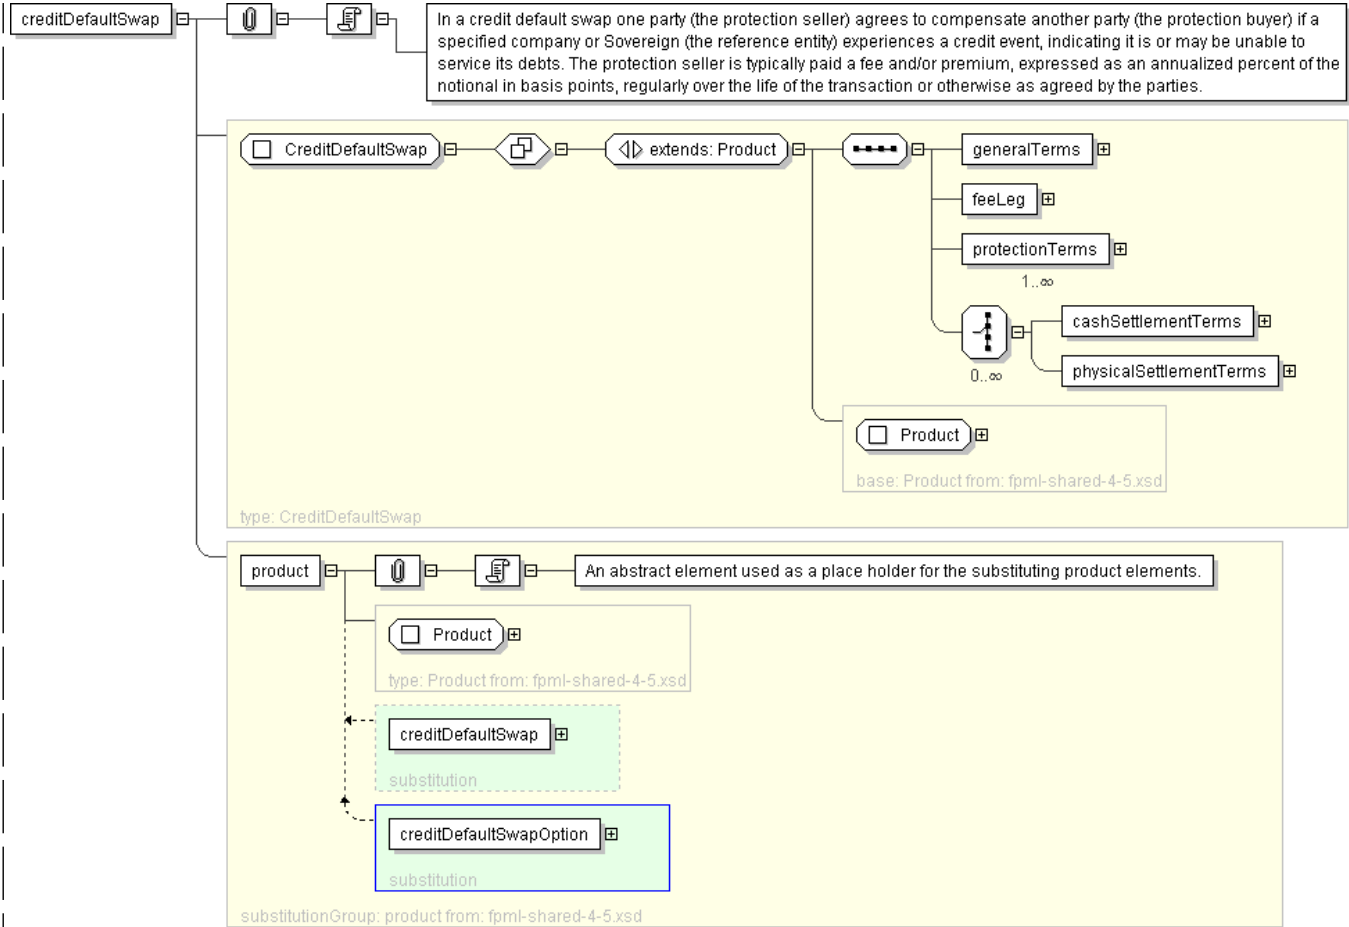 creditDefaultSwap
In a credit default swap one party (the protection seller) agrees to compensate another party (the protection buyer) if a
specified company or Sovereign (the reference entity) experiences a credit event, indicating it is or may be unable to
service its debts. The protection seller is typically paid a fee and/or premium, expressed as an annualized percent of the
notional in basis points, regularly over the life of the transaction or otherwise as agreed by the parties.
CreditDefaultSwap
extends: Product
generalTerms
feeLeg
protectionTerms
1..∞
cashSettlementTerms
0..∞
physicalSettlementTerms
Product
base: Product from: fpml-shared-4-5.xsd
type: CreditDefaultSwap
product
An abstract element used as a place holder for the substituting product elements.
Product
type: Product from: fpml-shared-4-5.xsd
creditDefaultSwap
substitution
creditDefaultSwapOption
substitution
substitutionGroup: product from: fpml-shared-4-5.xsd